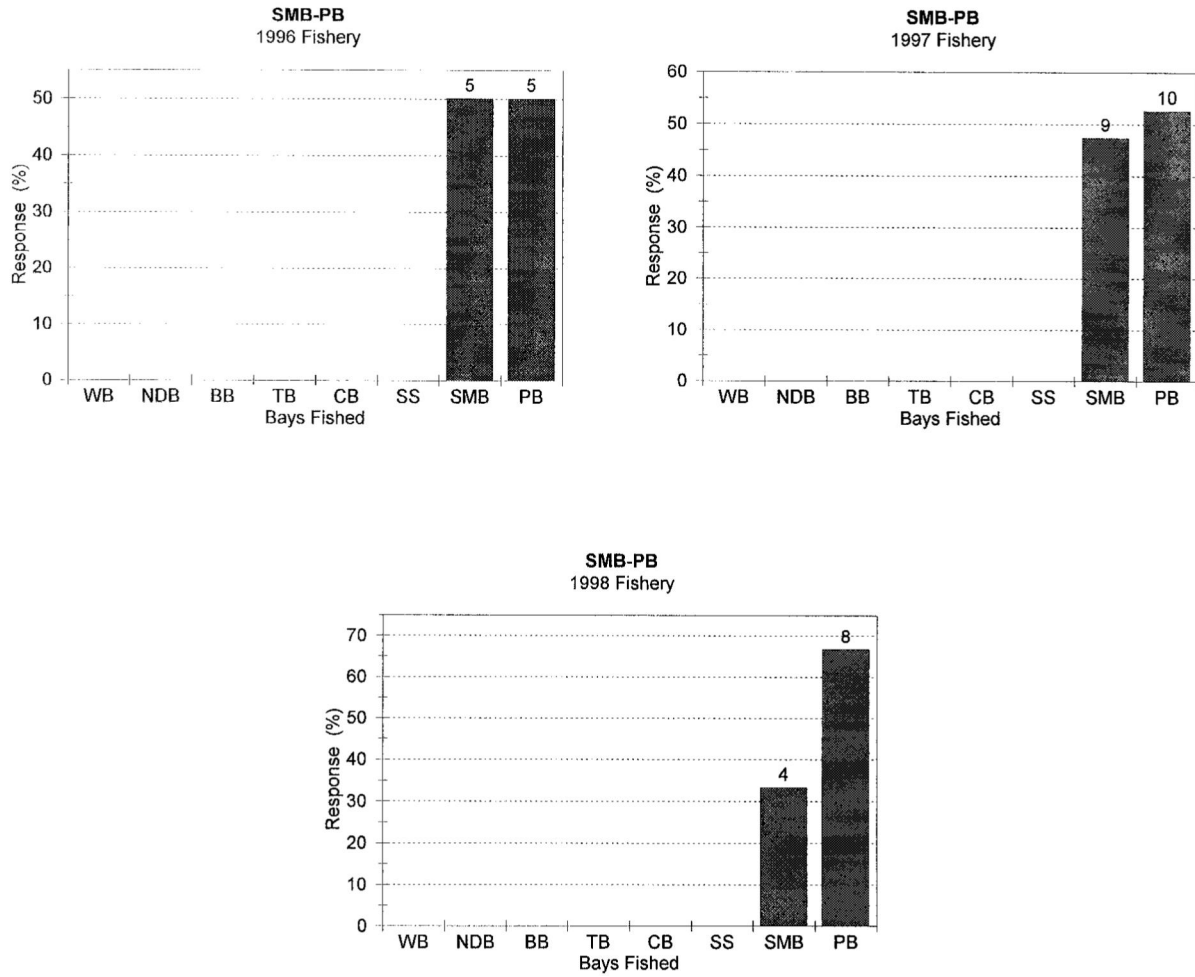 SMB-PB
1996 Fishery
50
40
30
20
10
0
Response (%)
5 5
WB NDB BB TB CB SS SMB PB
Bays Fished
SMB-PB
1997 Fishery
60
50
40
30
20
10
0
Response (%)
9 10
WB NDB BB TB CB SS SMB PB
Bays Fished
SMB-PB
1998 Fishery
70
60
50
40
30
20
10
0
Response (%)
4 8
WB NDB BB TB CB SS SMB PB
Bays Fished